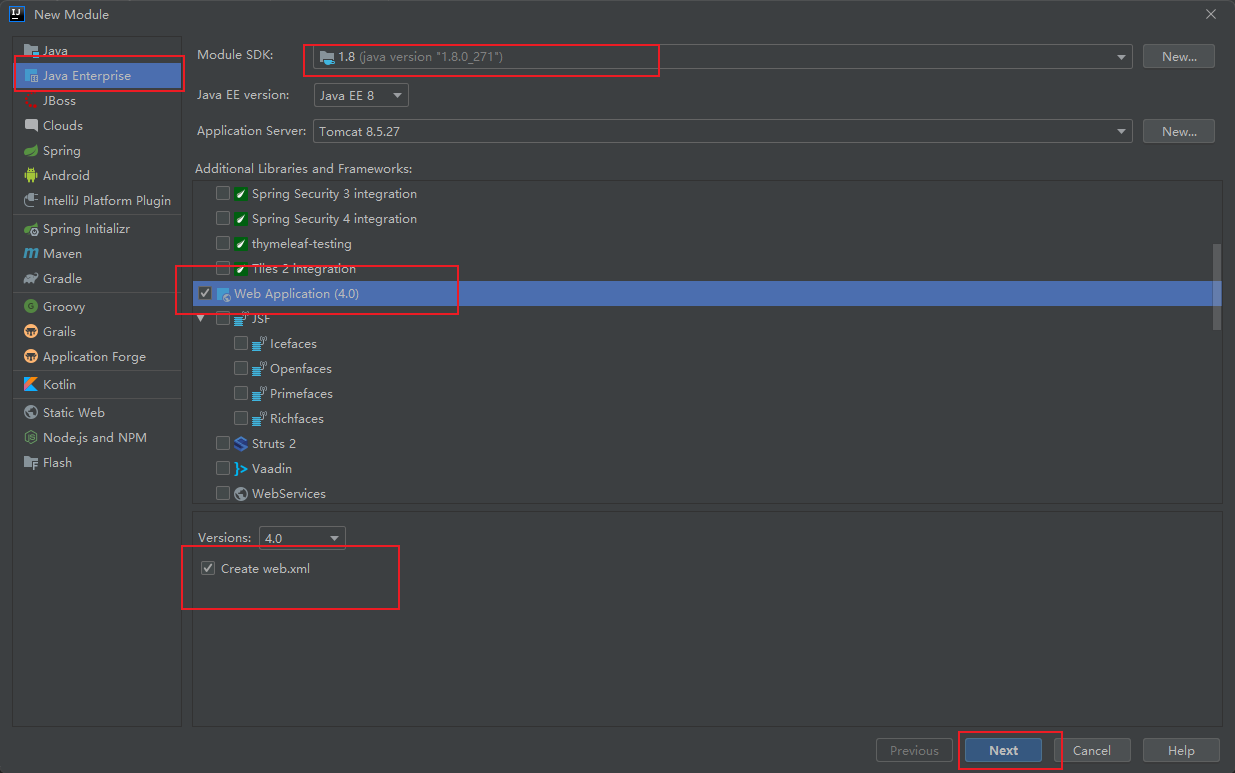 New Module
Java
Java Enterprise
JBoss
Clouds
Spring
Android
IntelliJ Platform Plugin
Spring Initializr
Maven
Gradle
Groovy
Grails
Application Forge
Kotlin
Static Web
Node.js and NPM
Flash
Module SDK: 1.8 (java version "1.8.0_271") New...
Java EE version: Java EE 8
Application Server: Tomcat 8.5.27 New...
Additional Libraries and Frameworks:
Spring Security 3 integration
Spring Security 4 integration
thymeleaf-testing
Tiles 2 integration
Web Application (4.0)
JSF
Icefaces
Openfaces
Primefaces
Richfaces
Struts 2
Vaadin
WebServices
Versions: 4.0
Create web.xml
Previous Next Cancel Help